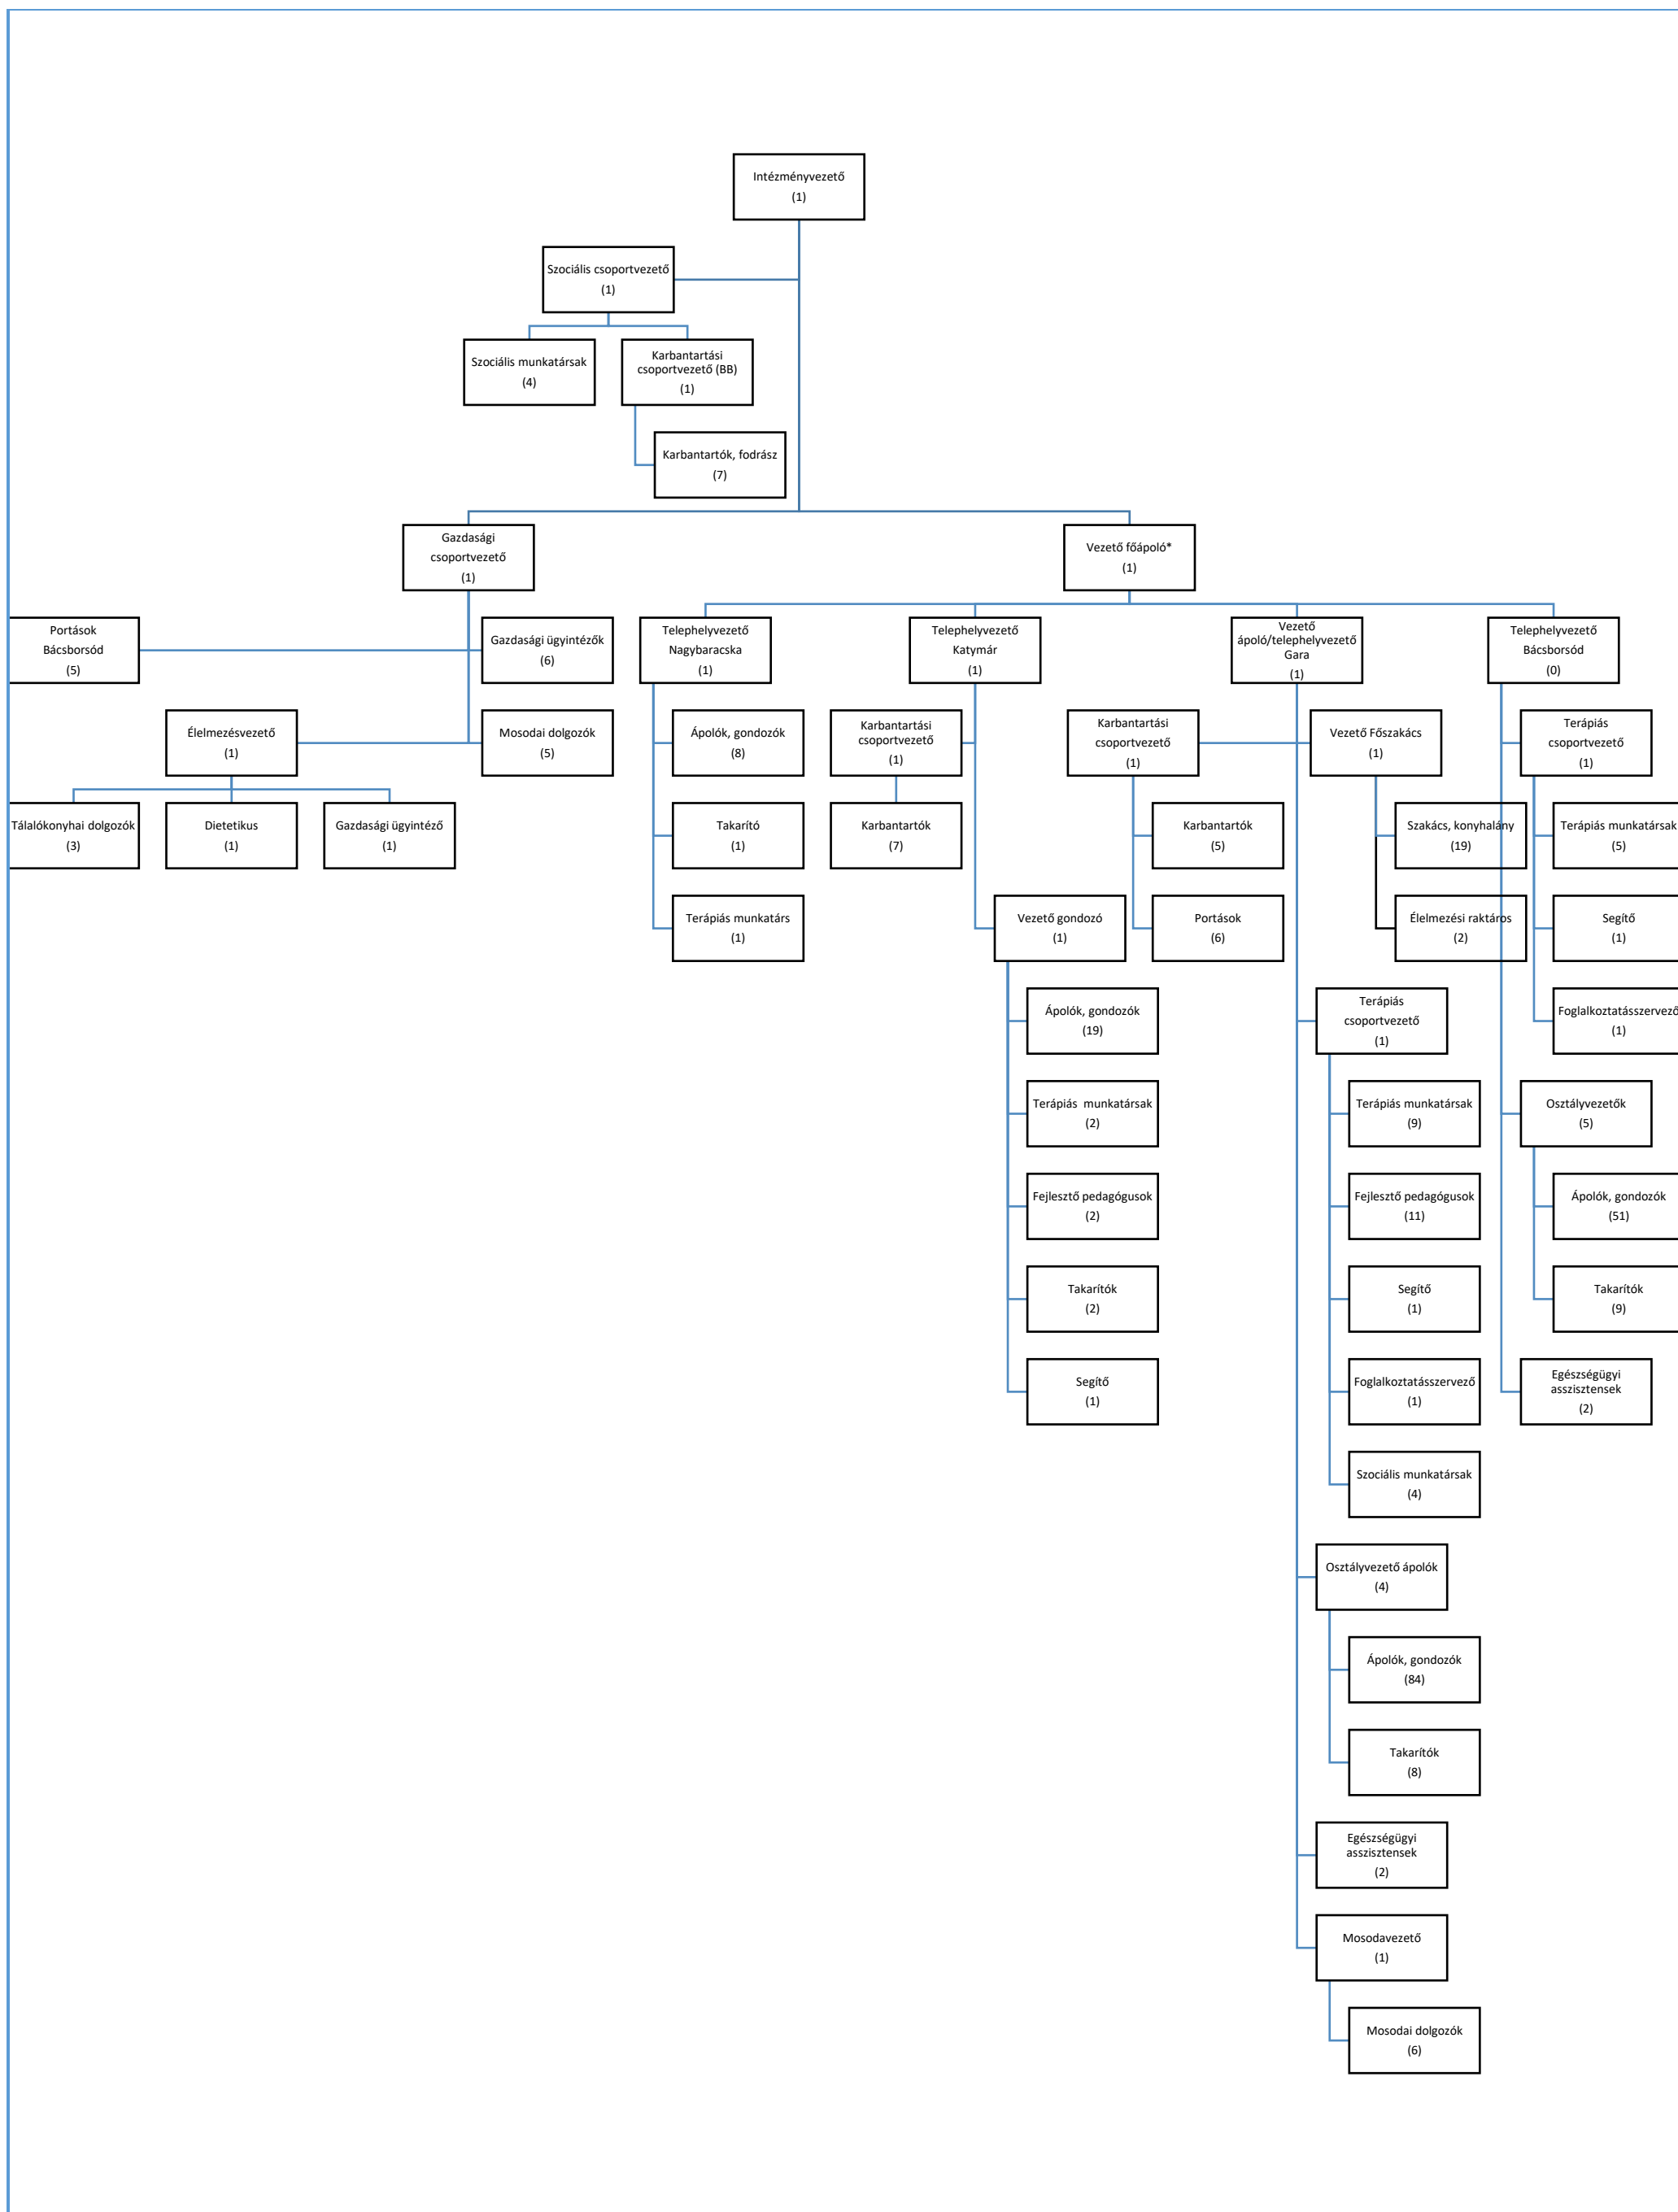 Intézményvezető
(1)
Szociális csoportvezető
(1)
Szociális munkatársak
(4)
Karbantartási
csoportvezető (BB)
(1)
Karbantartók, fodrász
(7)
Gazdasági
csoportvezető
(1)
Vezető főápoló*
(1)
Portások
Bácsborsód
(5)
Gazdasági ügyintézők
(6)
Telephelyvezető
Nagybaracska
(1)
Telephelyvezető
Katymár
(1)
Vezető
ápoló/telephelyvezető
Gara
(1)
Telephelyvezető
Bácsborsód
(0)
Élelmezésvezető
(1)
Mosodai dolgozók
(5)
Ápolók, gondozók
(8)
Karbantartási
csoportvezető
(1)
Karbantartási
csoportvezető
(1)
Vezető Főszakács
(1)
Terápiás
csoportvezető
(1)
Tálalókonyhai dolgozók
(3)
Dietetikus
(1)
Gazdasági ügyintéző
(1)
Takarító
(1)
Karbantartók
(7)
Karbantartók
(5)
Szakács, konyhalány
(19)
Terápiás munkatársak
(5)
Terápiás munkatárs
(1)
Vezető gondozó
(1)
Portások
(6)
Élelmezési raktáros
(2)
Segítő
(1)
Ápolók, gondozók
(19)
Terápiás
csoportvezető
(1)
Foglalkoztatásszervező
(1)
Terápiás  munkatársak
(2)
Terápiás munkatársak
(9)
Osztályvezetők
(5)
Fejlesztő pedagógusok
(2)
Fejlesztő pedagógusok
(11)
Ápolók, gondozók
(51)
Takarítók
(2)
Segítő
(1)
Takarítók
(9)
Segítő
(1)
Foglalkoztatásszervező
(1)
Egészségügyi
asszisztensek
(2)
Szociális munkatársak
(4)
Osztályvezető ápolók
(4)
Ápolók, gondozók
(84)
Takarítók
(8)
Egészségügyi
asszisztensek
(2)
Mosodavezető
(1)
Mosodai dolgozók
(6)